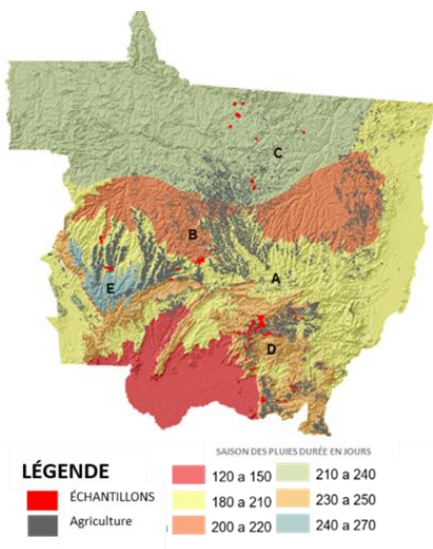 C
B
A
E
D
SAISON DES PLUIES DURÉE EN JOURS
LÉGENDE
ÉCHANTILLONS
Agriculture
120 a 150
180 a 210
200 a 220
210 a 240
230 a 250
240 a 270